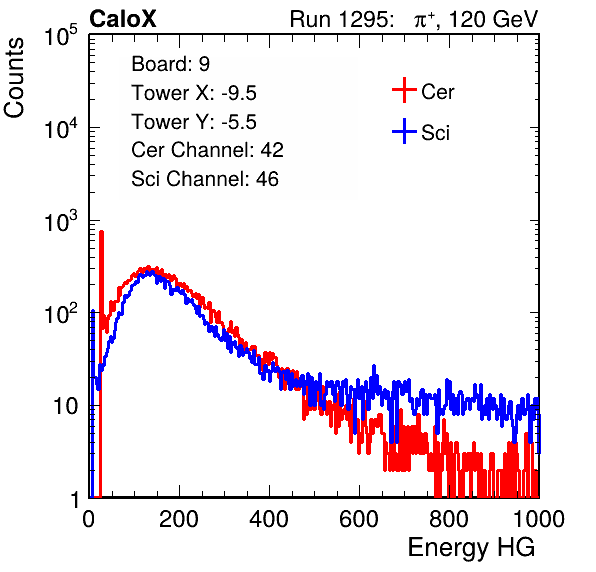 CaloX Run 1295: π⁺, 120 GeV
Counts
10⁵
10⁴
10³
10²
10
1
Board: 9
Tower X: -9.5
Tower Y: -5.5
Cer Channel: 42
Sci Channel: 46
Cer
Sci
0 200 400 600 800 1000
Energy HG